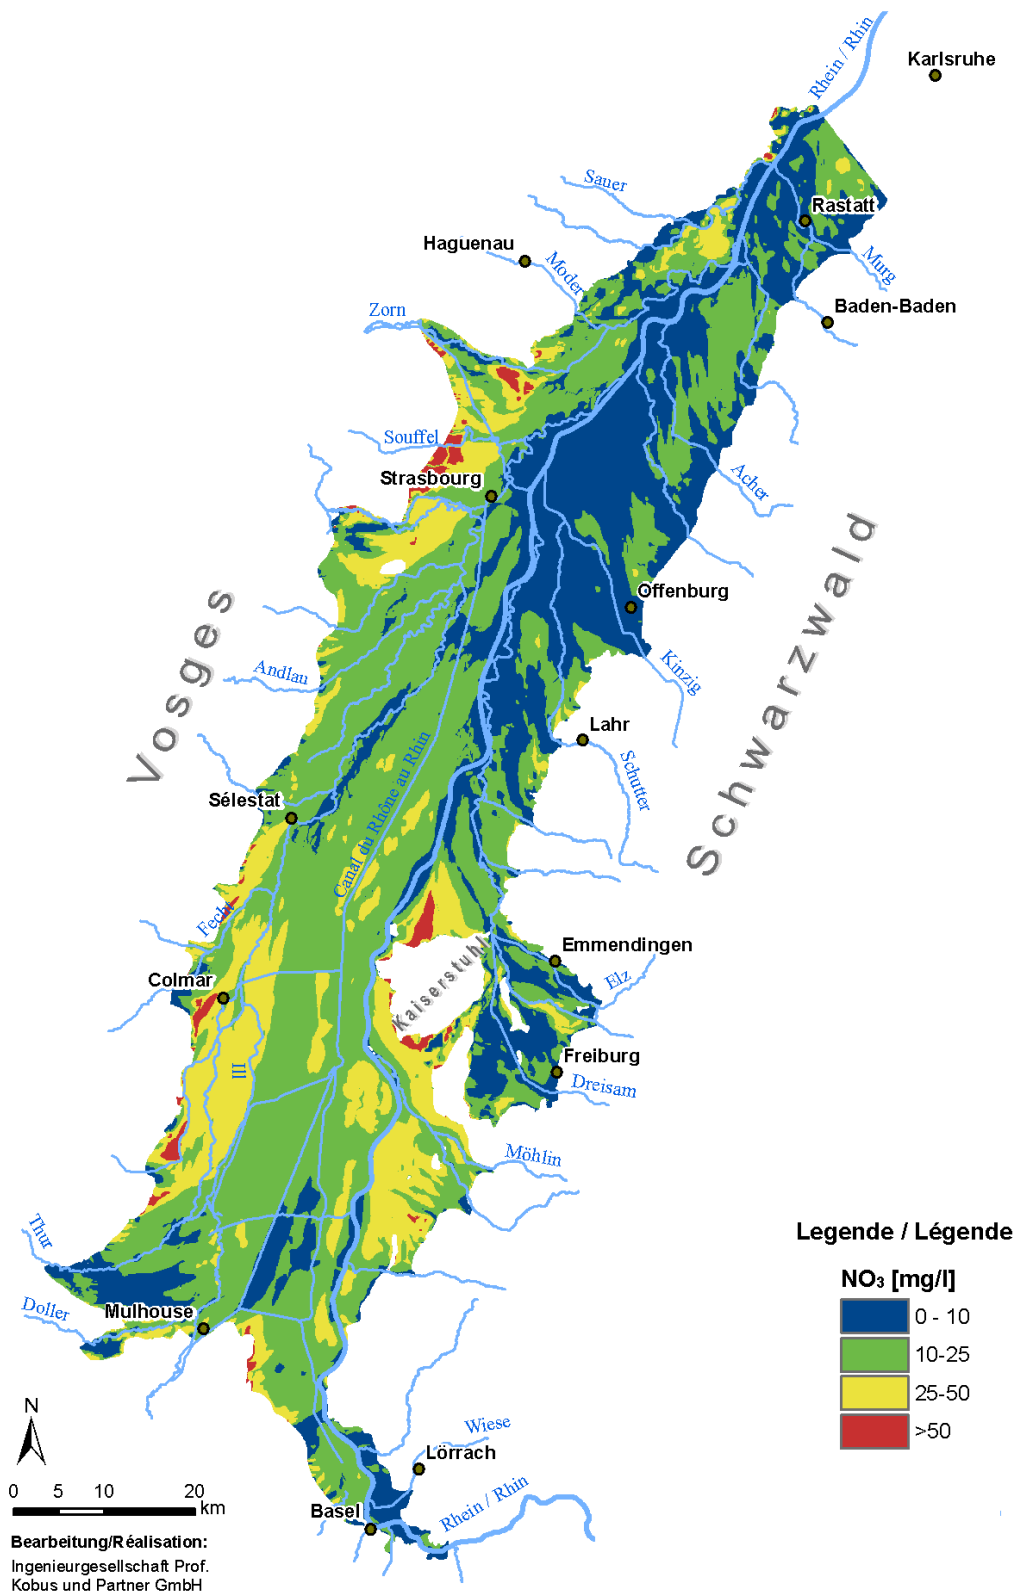 Rhein / Rhin
Karlsruhe
Sauer
Rastatt
Haguenau
Moder
Murg
Zorn
Baden-Baden
Souffel
Strasbourg
Acher
Schwarzwald
Offenburg
Vosges
Andlau
Kinzig
Lahr
Canal du Rhône au Rhin
Schutter
Sélestat
Fecht
Emmendingen
Colmar
Kaiserstuhl
Elz
Ill
Freiburg
Dreisam
Möhlin
Thur
Legende / Légende
NO₃ [mg/l]
0 - 10
10-25
25-50
>50
Doller
Mulhouse
N
Wiese
Lörrach
0 5 10 20
km
Basel
Rhein / Rhin
Bearbeitung/Réalisation:
Ingenieurgesellschaft Prof.
Kobus und Partner GmbH